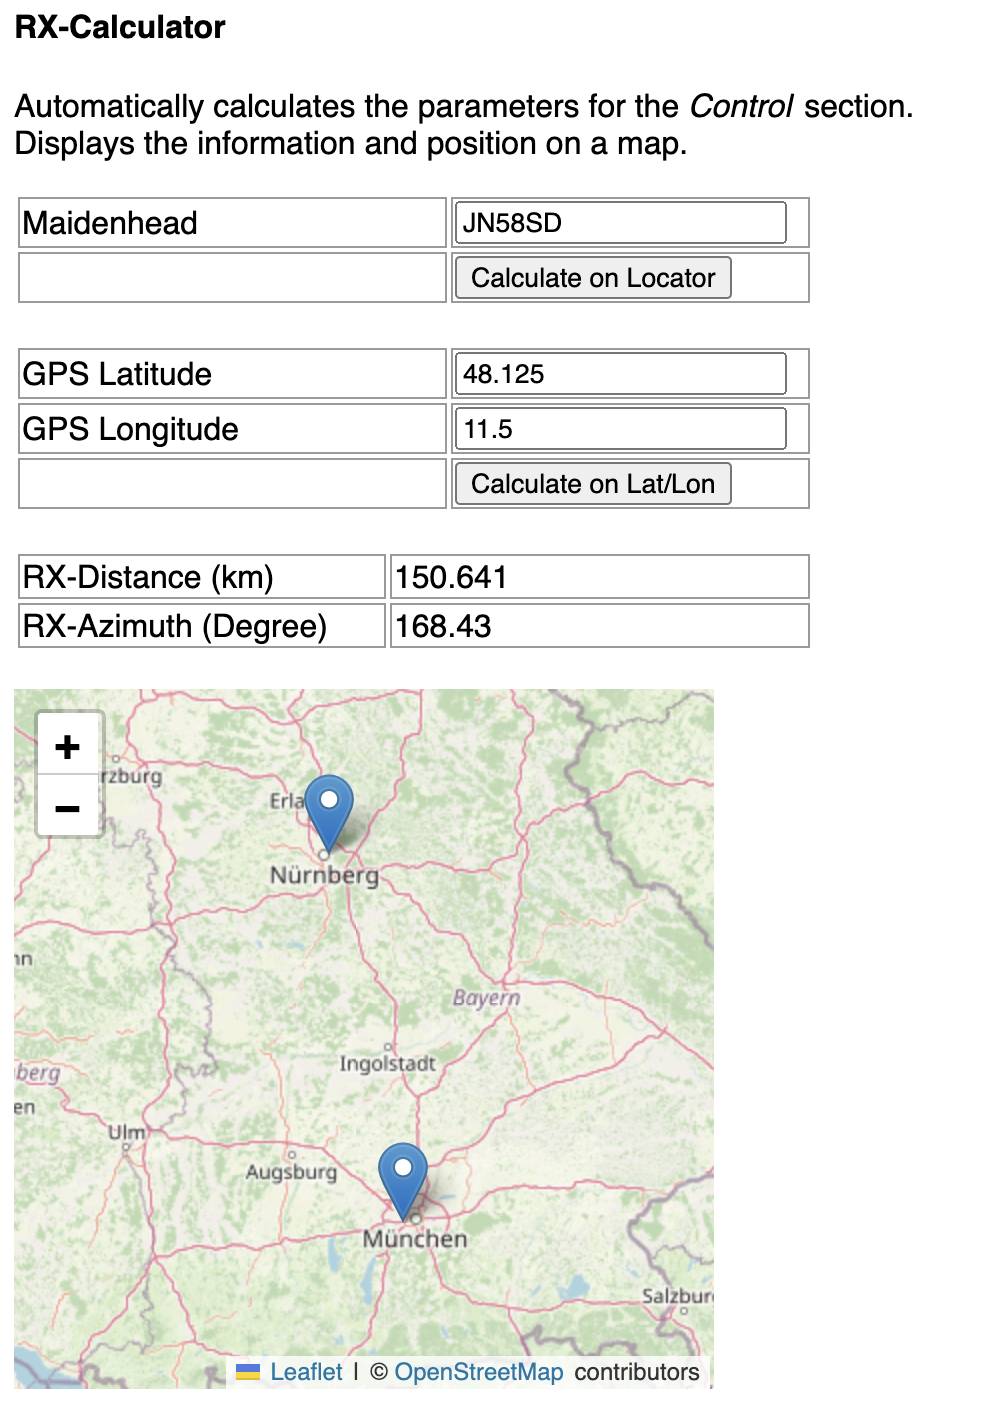 RX-Calculator
Automatically calculates the parameters for the Control section.
Displays the information and position on a map.
Maidenhead JN58SD
Calculate on Locator
GPS Latitude 48.125
GPS Longitude 11.5
Calculate on Lat/Lon
RX-Distance (km) 150.641
RX-Azimuth (Degree) 168.43
+
−
rzburg
Erla
Nürnberg
nn
Bayern
Ingolstadt
berg
en
Ulm
Augsburg
München
Salzbur
Leaflet | © OpenStreetMap contributors